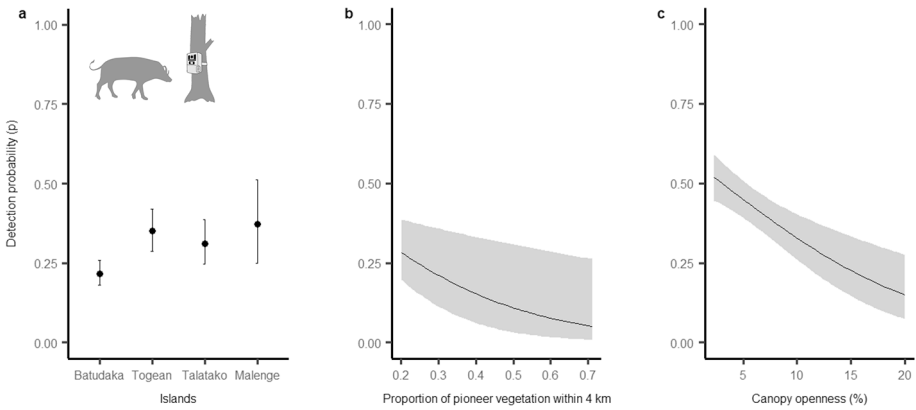 a
Detection probability (p)
1.00
0.75
0.50
0.25
0.00
Batudaka Togean Talatako Malenge
Islands
b
1.00
0.75
0.50
0.25
0.00
0.2 0.3 0.4 0.5 0.6 0.7
Proportion of pioneer vegetation within 4 km
c
1.00
0.75
0.50
0.25
0.00
5 10 15 20
Canopy openness (%)